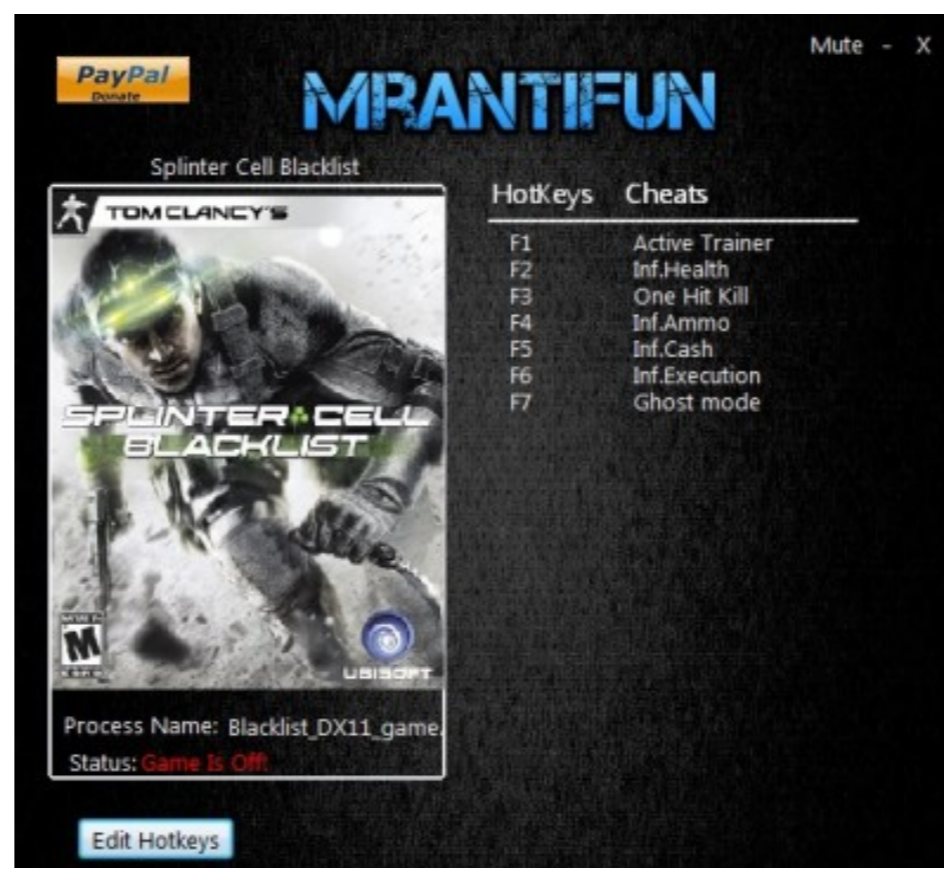 Mute - X
PayPal
Donate
MRANTIFUN
Splinter Cell Blacklist
HotKeys Cheats
TOM CLANCY'S
F1 Active Trainer
F2 Inf.Health
F3 One Hit Kill
F4 Inf.Ammo
F5 Inf.Cash
F6 Inf.Execution
F7 Ghost mode
SPLINTER CELL
BLACKLIST
M
UBISOFT
Process Name: Blacklist_DX11_game.
Status: Game Is Off!
Edit Hotkeys